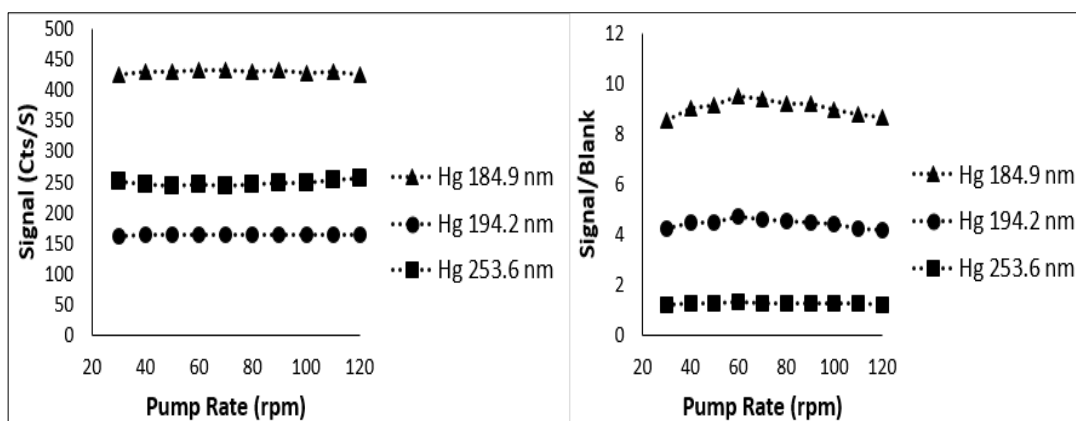 500
450
400
350
300
250
200
150
100
50
0
Signal (Cts/S)
20 40 60 80 100 120
Pump Rate (rpm)
Hg 184.9 nm
Hg 194.2 nm
Hg 253.6 nm
12
10
8
6
4
2
0
Signal/Blank
20 40 60 80 100 120
Pump Rate (rpm)
Hg 184.9 nm
Hg 194.2 nm
Hg 253.6 nm